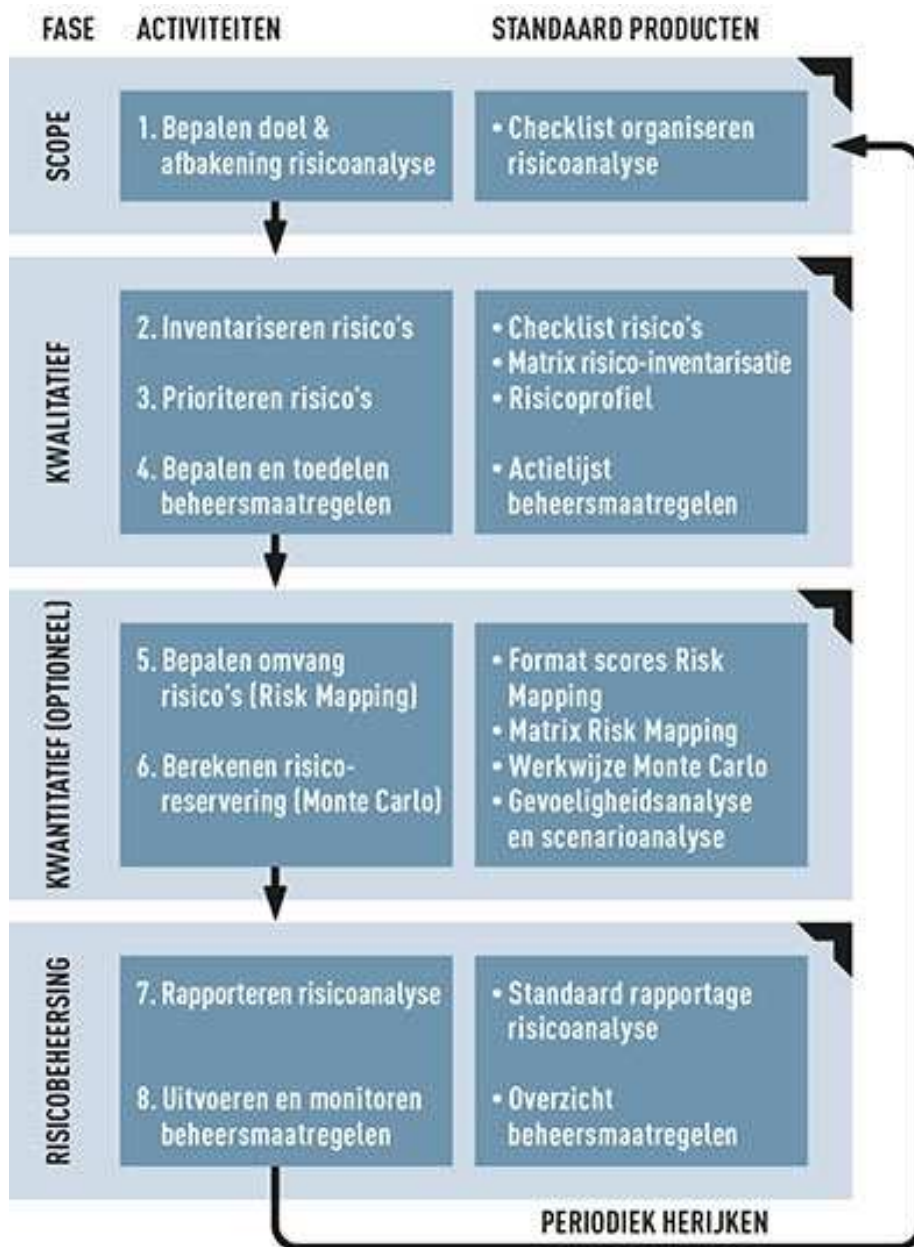 FASE ACTIVITEITEN STANDAARD PRODUCTEN
SCOPE
1. Bepalen doel &
afbakening risicoanalyse
• Checklist organiseren
risicoanalyse
KWALITATIEF
2. Inventariseren risico's
3. Prioriteren risico's
4. Bepalen en toedelen
beheersmaatregelen
• Checklist risico's
• Matrix risico-inventarisatie
• Risicoprofiel
• Actielijst
beheersmaatregelen
KWANTITATIEF (OPTIONEEL)
5. Bepalen omvang
risico's (Risk Mapping)
6. Berekenen risico-
reservering (Monte Carlo)
• Format scores Risk
Mapping
• Matrix Risk Mapping
• Werkwijze Monte Carlo
• Gevoeligheidsanalyse
en scenarioanalyse
RISICOBEHEERSING
7. Rapporteren risicoanalyse
8. Uitvoeren en monitoren
beheersmaatregelen
• Standaard rapportage
risicoanalyse
• Overzicht
beheersmaatregelen
PERIODIEK HERIJKEN